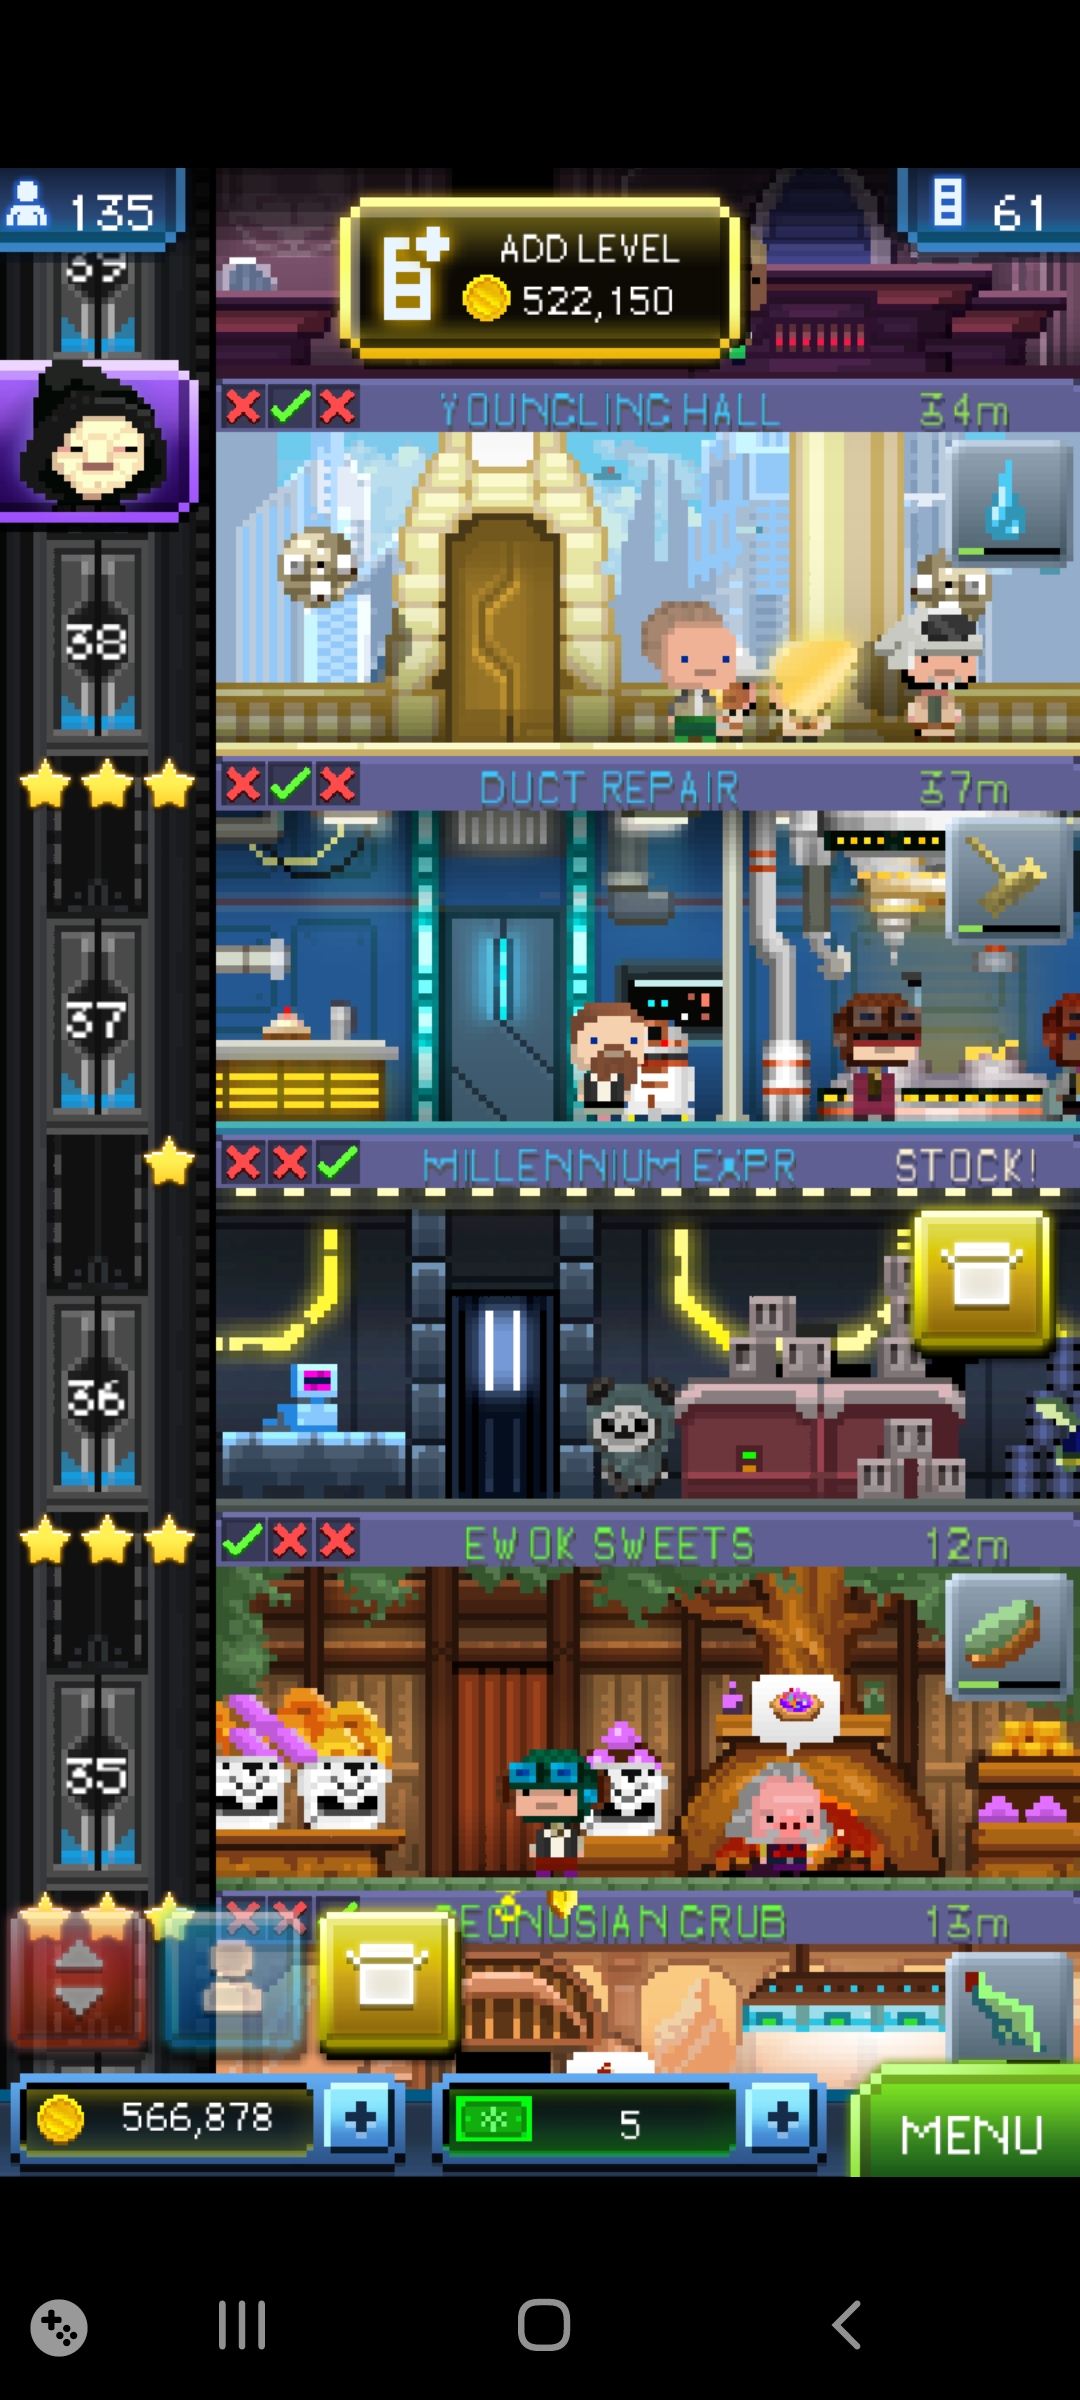 135
61
ADD LEVEL
522,150
39
YOUNGLING HALL
34m
38
DUCT REPAIR
37m
37
MILLENNIUM EXPR
STOCK!
36
EWOK SWEETS
12m
35
GEONOSIAN GRUB
13m
566,878
5
MENU